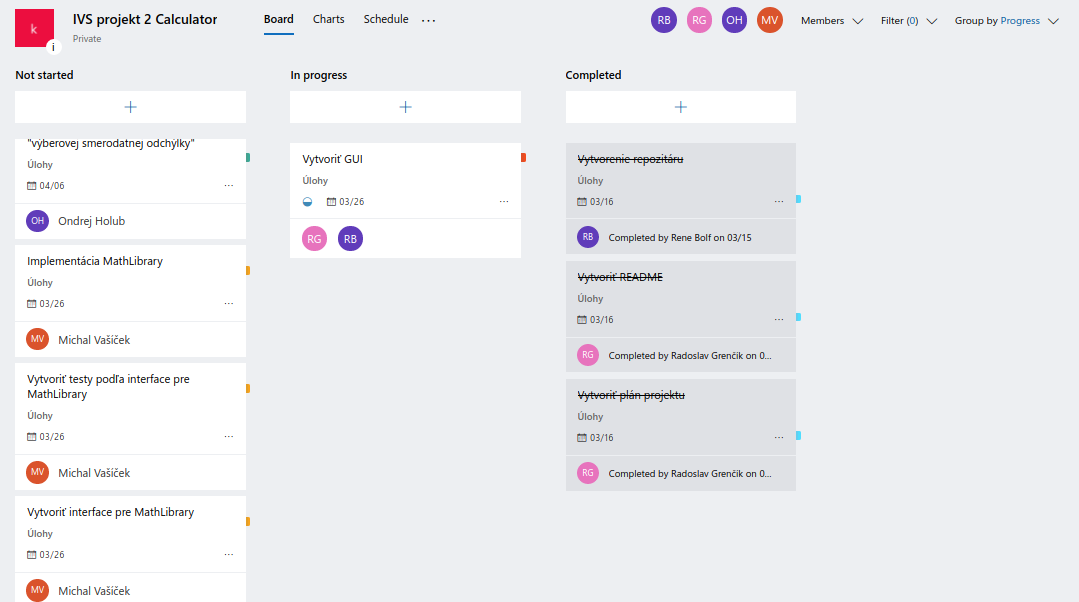 k
i
IVS projekt 2 Calculator
Private
Board
Charts
Schedule
...
RB
RG
OH
MV
Members
Filter (0)
Group by Progress
Not started
"výberovej smerodatnej odchýlky"
Úlohy
04/06
...
OH
Ondrej Holub
Implementácia MathLibrary
Úlohy
03/26
...
MV
Michal Vašíček
Vytvoriť testy podľa interface pre
MathLibrary
Úlohy
03/26
...
MV
Michal Vašíček
Vytvoriť interface pre MathLibrary
Úlohy
03/26
...
MV
Michal Vašíček
In progress
Vytvoriť GUI
Úlohy
03/26
...
RG
RB
Completed
Vytvorenie repozitáru
Úlohy
03/16
...
RB
Completed by Rene Bolf on 03/15
Vytvoriť README
Úlohy
03/16
...
RG
Completed by Radoslav Grenčik on 0...
Vytvoriť plán projektu
Úlohy
03/16
...
RG
Completed by Radoslav Grenčik on 0...